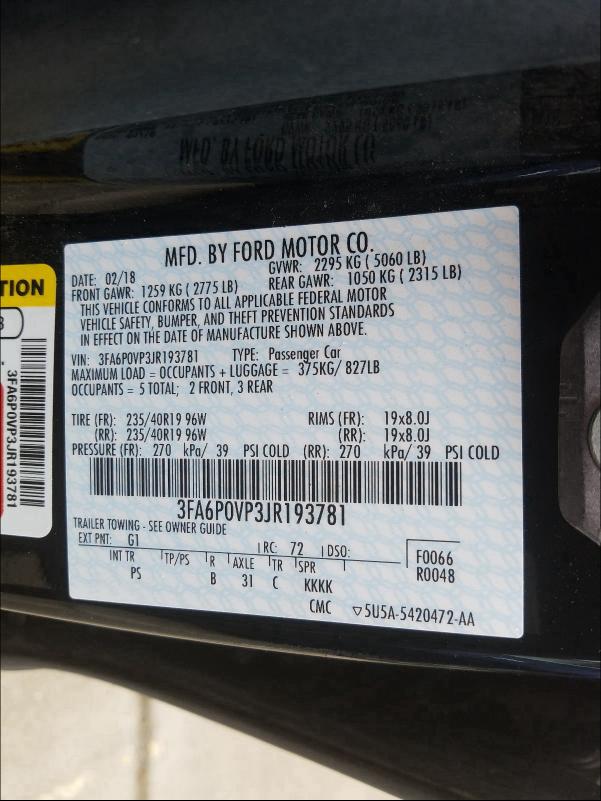 MFD. BY FORD MOTOR CO.
MFD. BY FORD MOTOR CO.
DATE: 02/18 GVWR: 2295 KG ( 5060 LB)
FRONT GAWR: 1259 KG ( 2775 LB) REAR GAWR: 1050 KG ( 2315 LB)
THIS VEHICLE CONFORMS TO ALL APPLICABLE FEDERAL MOTOR
VEHICLE SAFETY, BUMPER, AND THEFT PREVENTION STANDARDS
IN EFFECT ON THE DATE OF MANUFACTURE SHOWN ABOVE.
VIN: 3FA6P0VP3JR193781 TYPE: Passenger Car
MAXIMUM LOAD = OCCUPANTS + LUGGAGE = 375KG/ 827LB
OCCUPANTS = 5 TOTAL; 2 FRONT, 3 REAR
TIRE (FR): 235/40R19 96W RIMS (FR): 19x8.0J
(RR): 235/40R19 96W (RR): 19x8.0J
PRESSURE (FR): 270 kPa/ 39 PSI COLD (RR): 270 kPa/ 39 PSI COLD
3FA6P0VP3JR193781
TRAILER TOWING - SEE OWNER GUIDE
EXT PNT: G1 RC: 72 DSO: F0066
INT TR TP/PS R AXLE TR SPR R0048
PS B 31 C KKKK
CMC ▽5U5A-5420472-AA
3FA6P0VP3JR193781